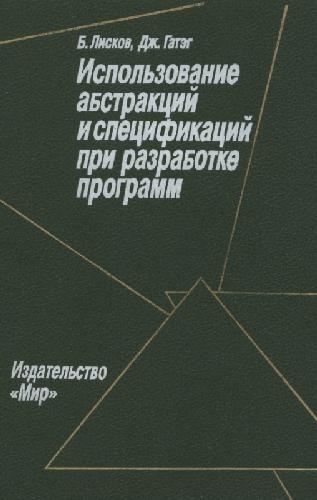 Б. Лисков, Дж. Гатэг
Использование
абстракций
и спецификаций
при разработке
программ
Издательство
«Мир»